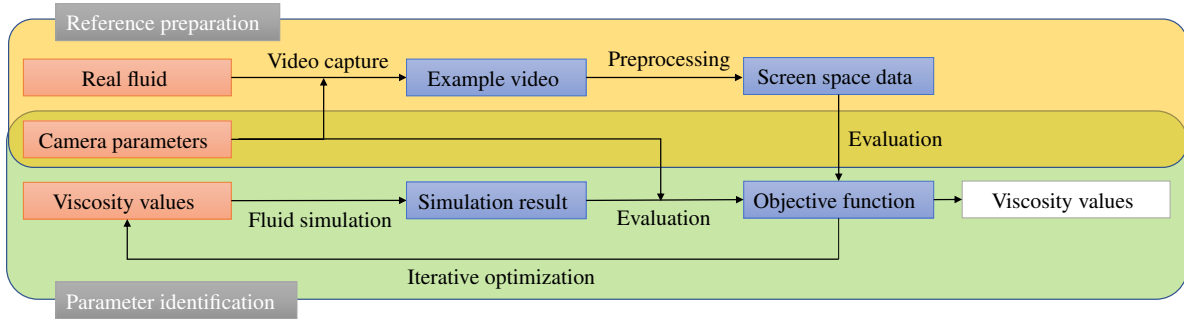 Reference preparation
Real fluid
Video capture
Example video
Preprocessing
Screen space data
Camera parameters
Evaluation
Viscosity values
Fluid simulation
Simulation result
Evaluation
Objective function
Viscosity values
Iterative optimization
Parameter identification